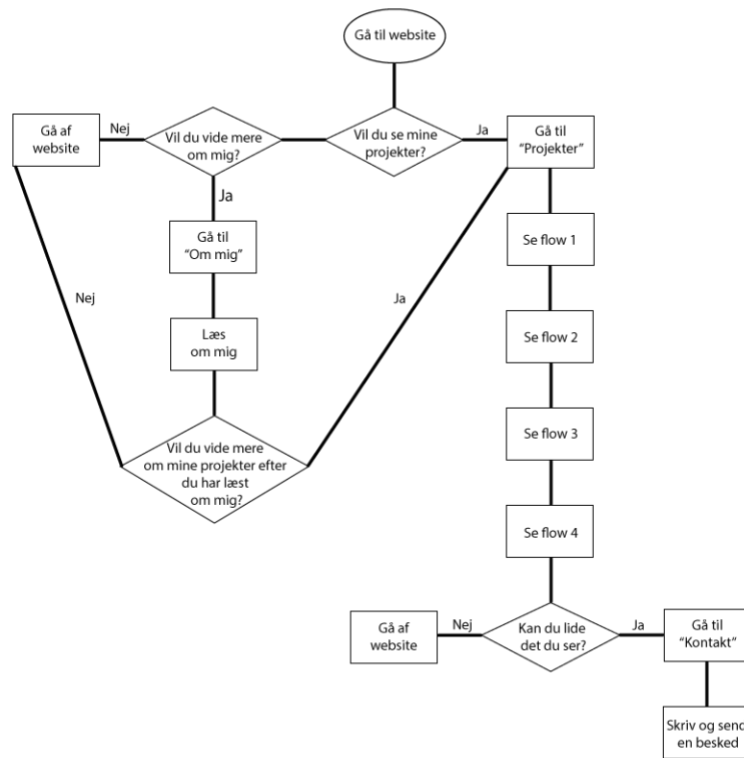 Gå til website
Nej
Gå af
website
Vil du vide mere
om mig?
Vil du se mine
projekter?
Ja
Gå til
“Projekter”
Ja
Gå til
“Om mig”
Se flow 1
Nej
Ja
Læs
om mig
Se flow 2
Vil du vide mere
om mine projekter efter
du har læst
om mig?
Se flow 3
Se flow 4
Gå af
website
Nej
Kan du lide
det du ser?
Ja
Gå til
“Kontakt”
Skriv og send
en besked